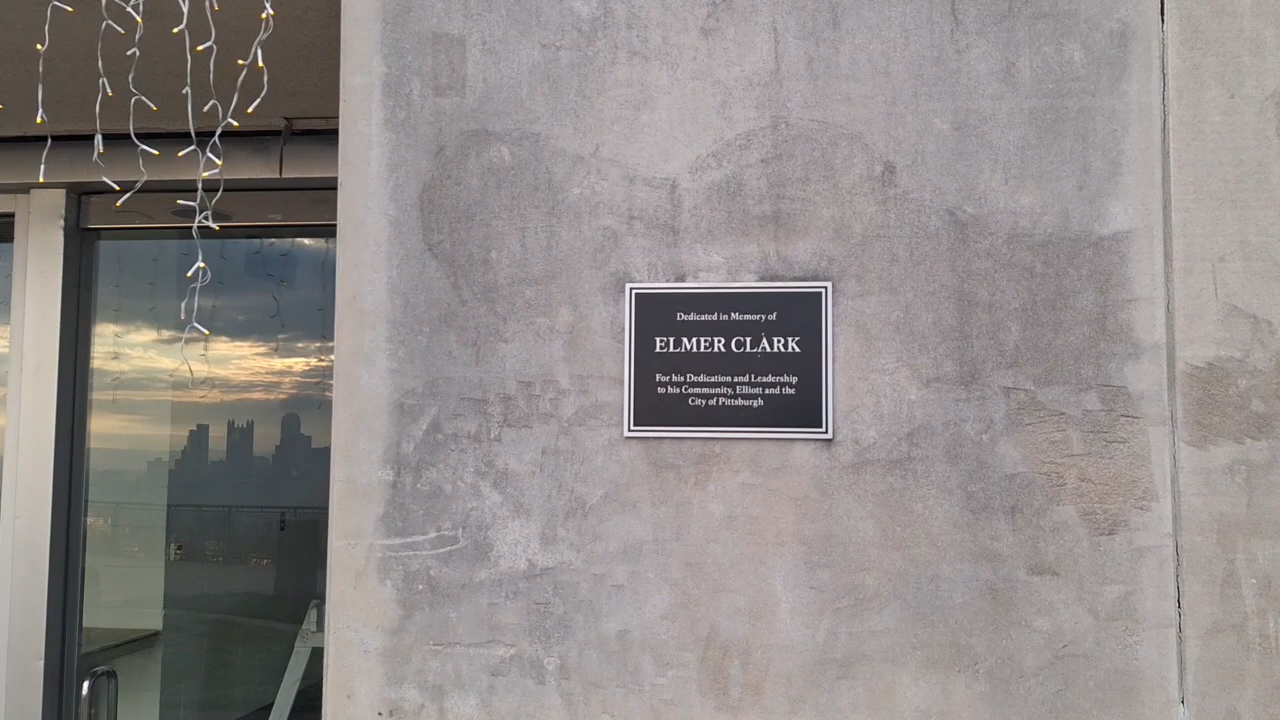 Dedicated in Memory of
ELMER CLARK
For his Dedication and Leadership
to his Community, Elliott and the
City of Pittsburgh